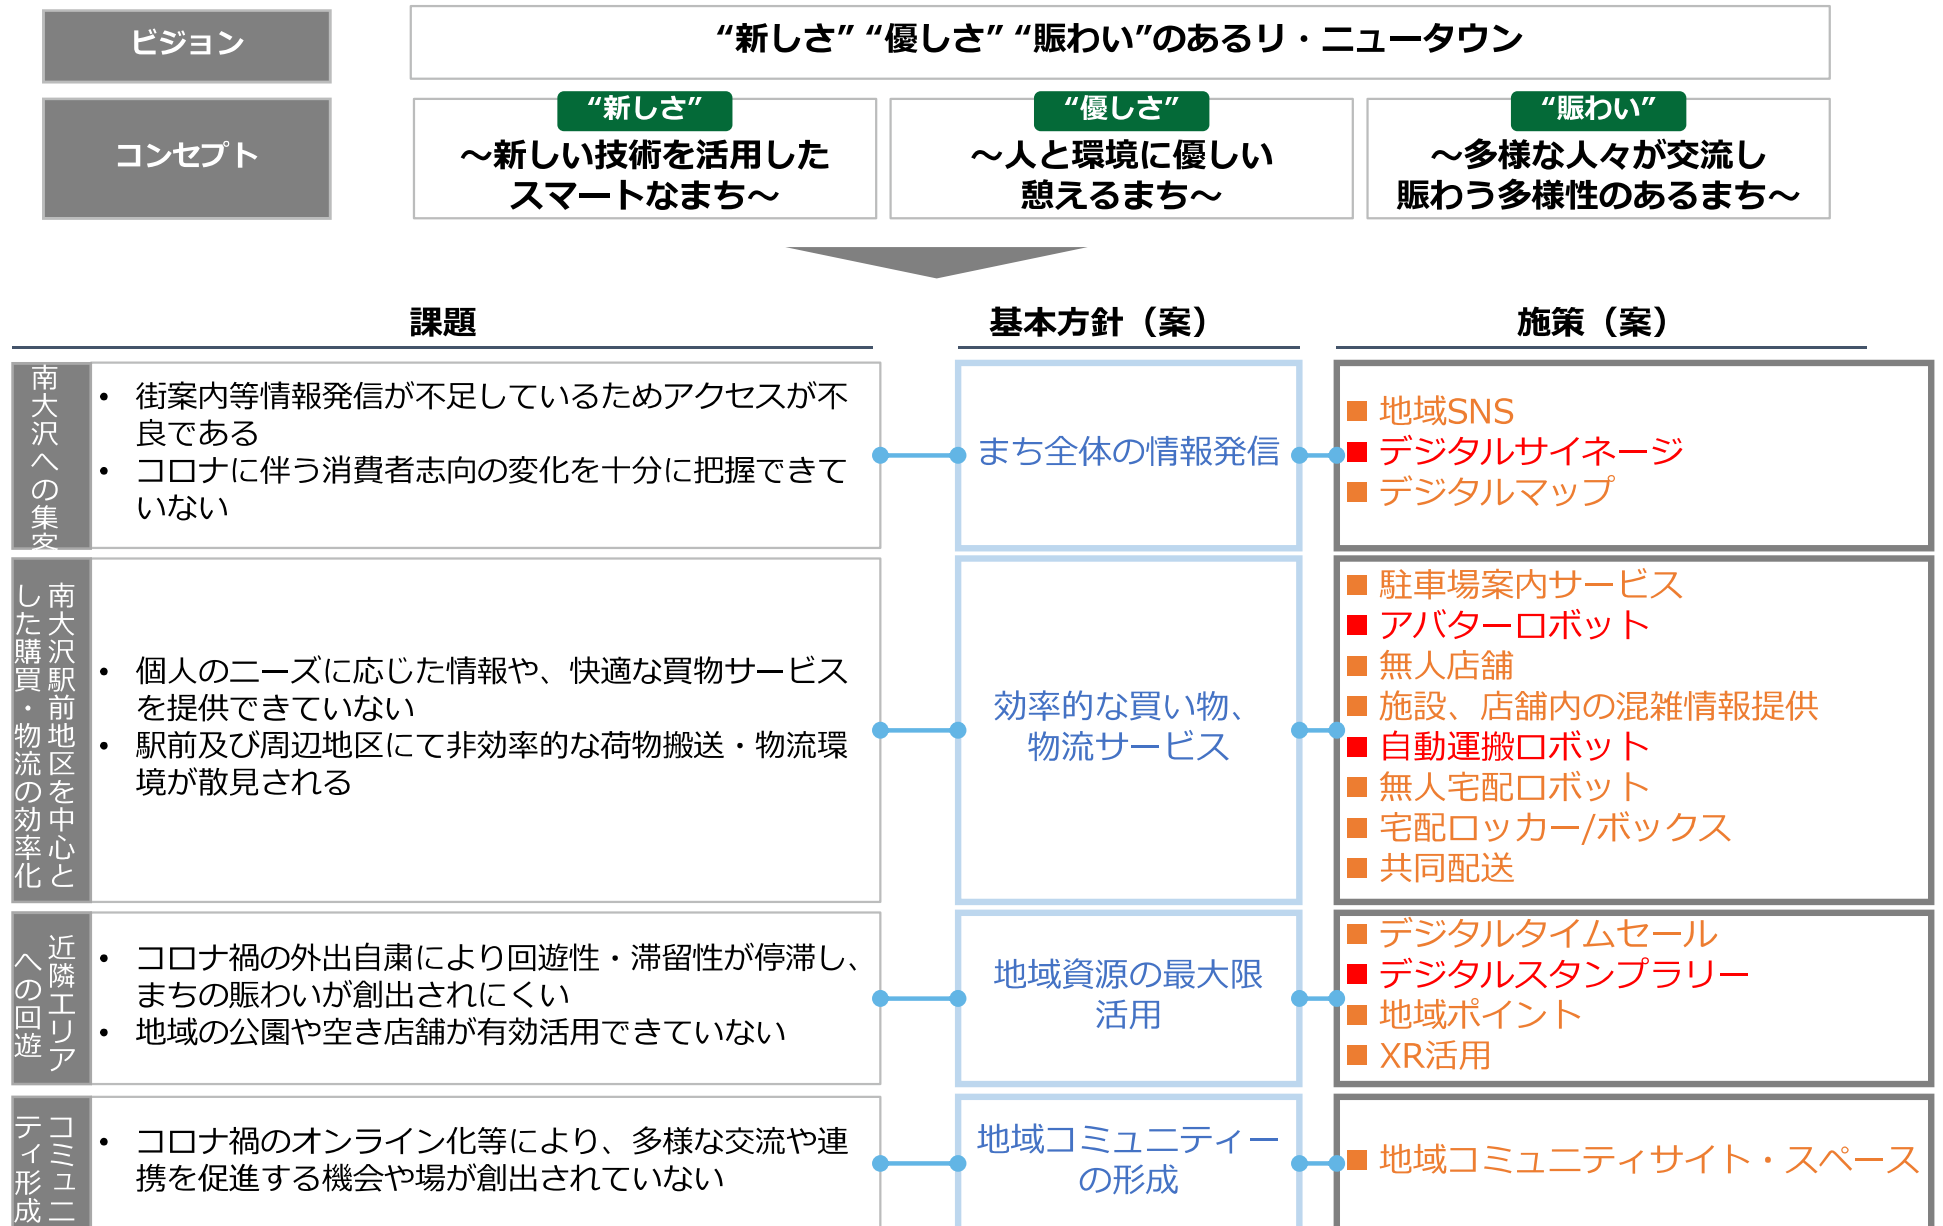 ビジョン
“新しさ” “優しさ” “賑わい”のあるリ・ニュータウン
コンセプト
“新しさ”
～新しい技術を活用した
スマートなまち～
“優しさ”
～人と環境に優しい
憩えるまち～
“賑わい”
～多様な人々が交流し
賑わう多様性のあるまち～
課題
基本方針（案）
施策（案）
南大沢への集客
• 街案内等情報発信が不足しているためアクセスが不
良である
• コロナに伴う消費者志向の変化を十分に把握できて
いない
まち全体の情報発信
■ 地域SNS
■ デジタルサイネージ
■ デジタルマップ
南大沢駅前地区を中心と
した購買・物流の効率化
• 個人のニーズに応じた情報や、快適な買物サービス
を提供できていない
• 駅前及び周辺地区にて非効率的な荷物搬送・物流環
境が散見される
効率的な買い物、
物流サービス
■ 駐車場案内サービス
■ アバターロボット
■ 無人店舗
■ 施設、店舗内の混雑情報提供
■ 自動運搬ロボット
■ 無人宅配ロボット
■ 宅配ロッカー/ボックス
■ 共同配送
近隣エリア
への回遊
• コロナ禍の外出自粛により回遊性・滞留性が停滞し、
まちの賑わいが創出されにくい
• 地域の公園や空き店舗が有効活用できていない
地域資源の最大限
活用
■ デジタルタイムセール
■ デジタルスタンプラリー
■ 地域ポイント
■ XR活用
コミュニ
ティ形成
• コロナ禍のオンライン化等により、多様な交流や連
携を促進する機会や場が創出されていない
地域コミュニティー
の形成
■ 地域コミュニティサイト・スペース